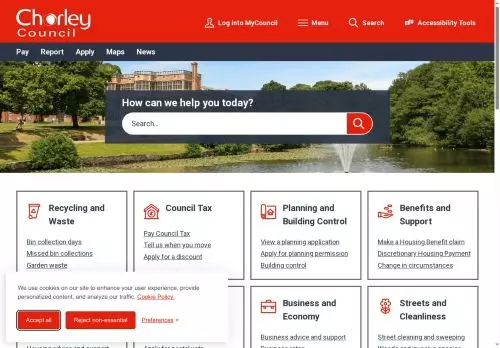 Chorley
Council
Log into MyCouncil
Menu
Search
Accessibility Tools
Pay
Report
Apply
Maps
News
How can we help you today?
Search...
Recycling and
Waste
Bin collection days
Missed bin collections
Garden waste
Council Tax
Pay Council Tax
Tell us when you move
Apply for a discount
Planning and
Building Control
View a planning application
Apply for planning permission
Building control
Benefits and
Support
Make a Housing Benefit claim
Discretionary Housing Payment
Change in circumstances
We use cookies on our site to enhance your user experience, provide
personalized content, and analyze our traffic. Cookie Policy.
Accept all
Reject non-essential
Preferences
Business and
Economy
Business advice and support
Streets and
Cleanliness
Street cleaning and sweeping